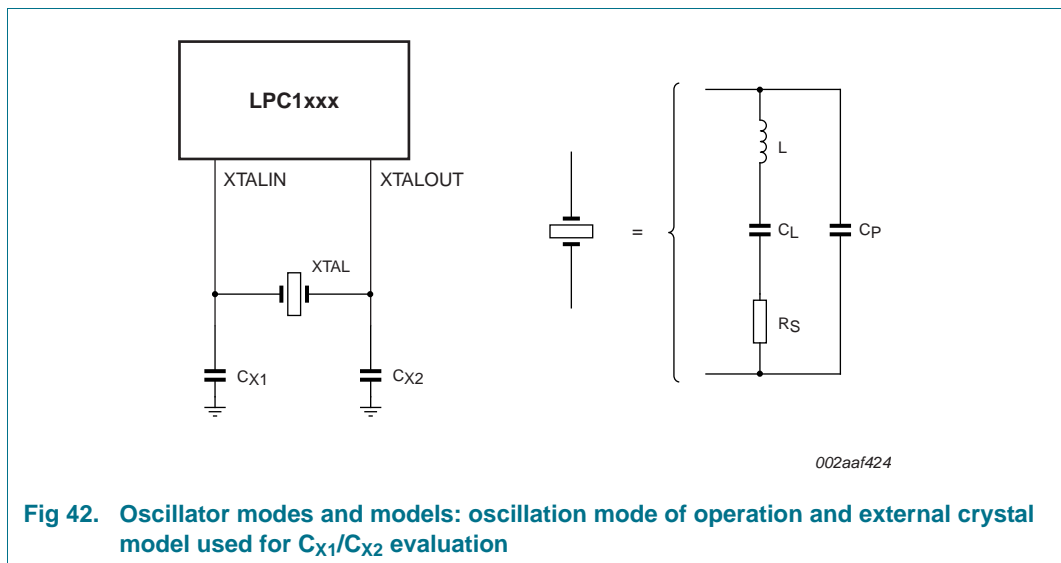 LPC1xxx
XTALIN
XTALOUT
XTAL
CX1
CX2
=
L
CL
CP
RS
002aaf424
Fig 42. Oscillator modes and models: oscillation mode of operation and external crystal
model used for CX1/CX2 evaluation